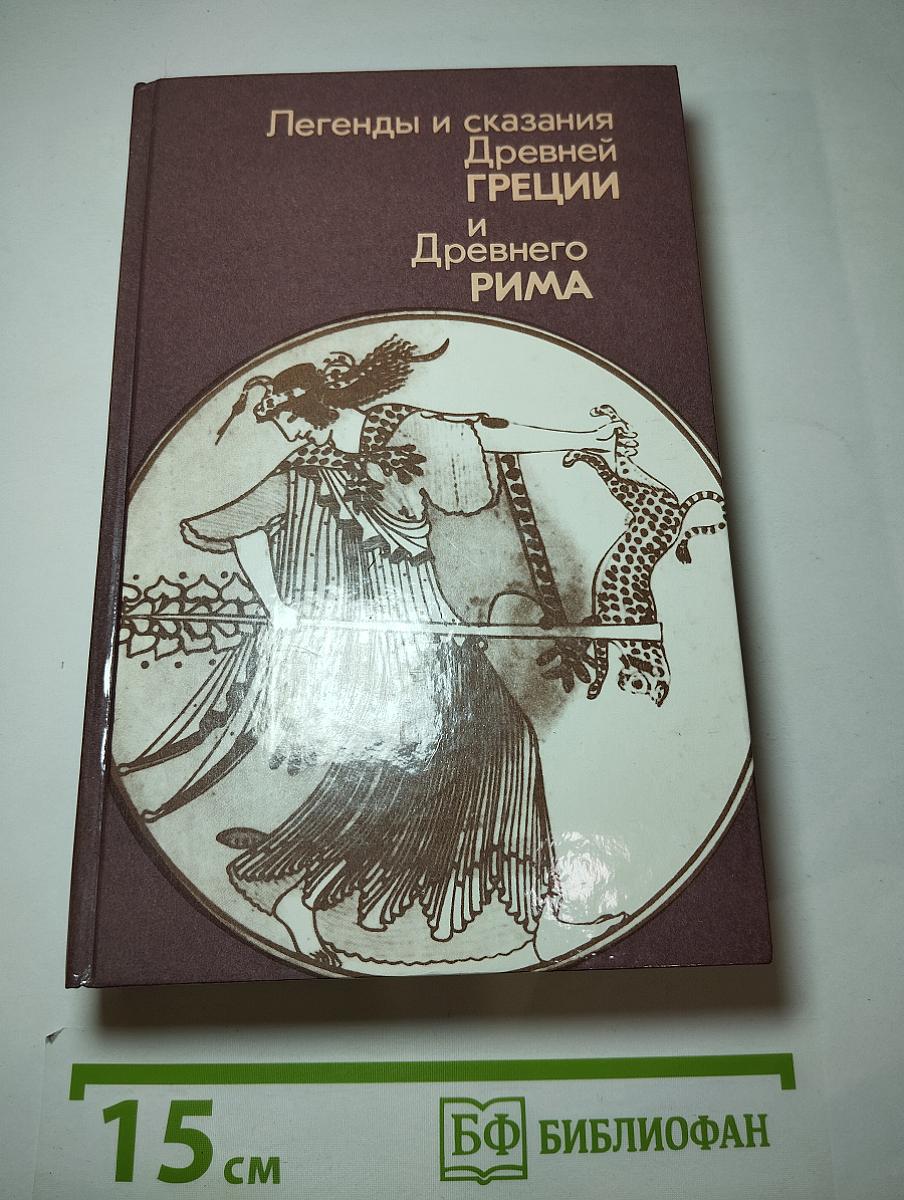 Легенды и сказания
Древней
ГРЕЦИИ
и
Древнего
РИМА
15 см
БФ БИБЛИОФАН